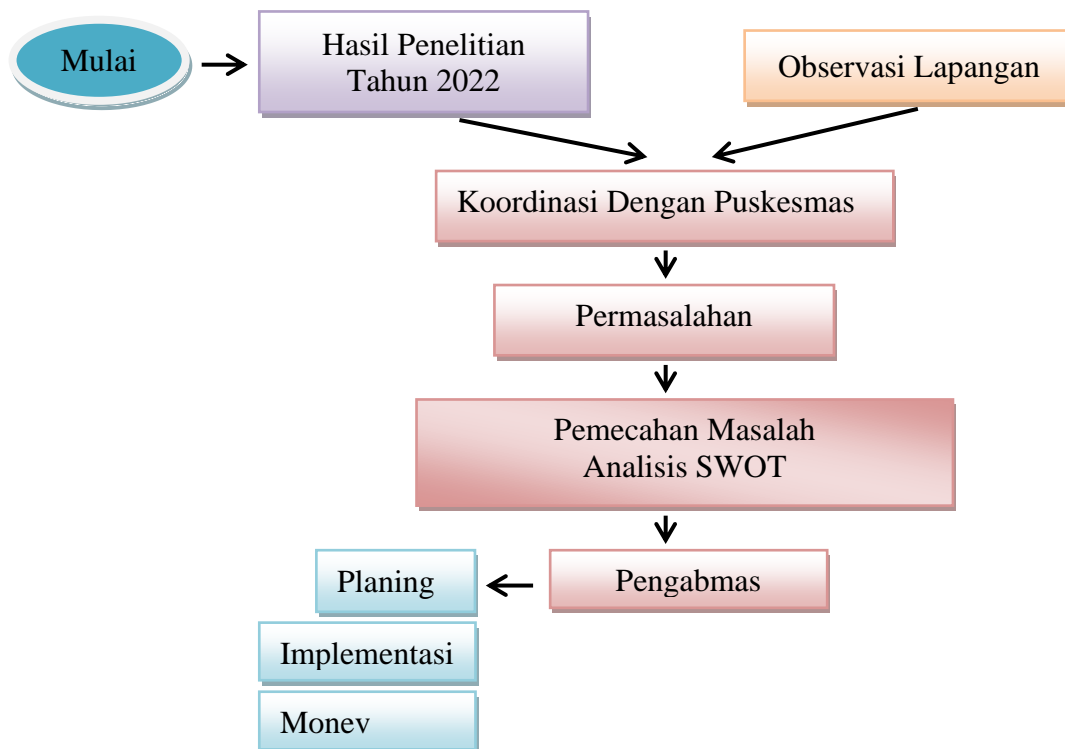 Mulai
Hasil Penelitian
Tahun 2022
Observasi Lapangan
Koordinasi Dengan Puskesmas
Permasalahan
Pemecahan Masalah
Analisis SWOT
Pengabmas
Planing
Implementasi
Monev